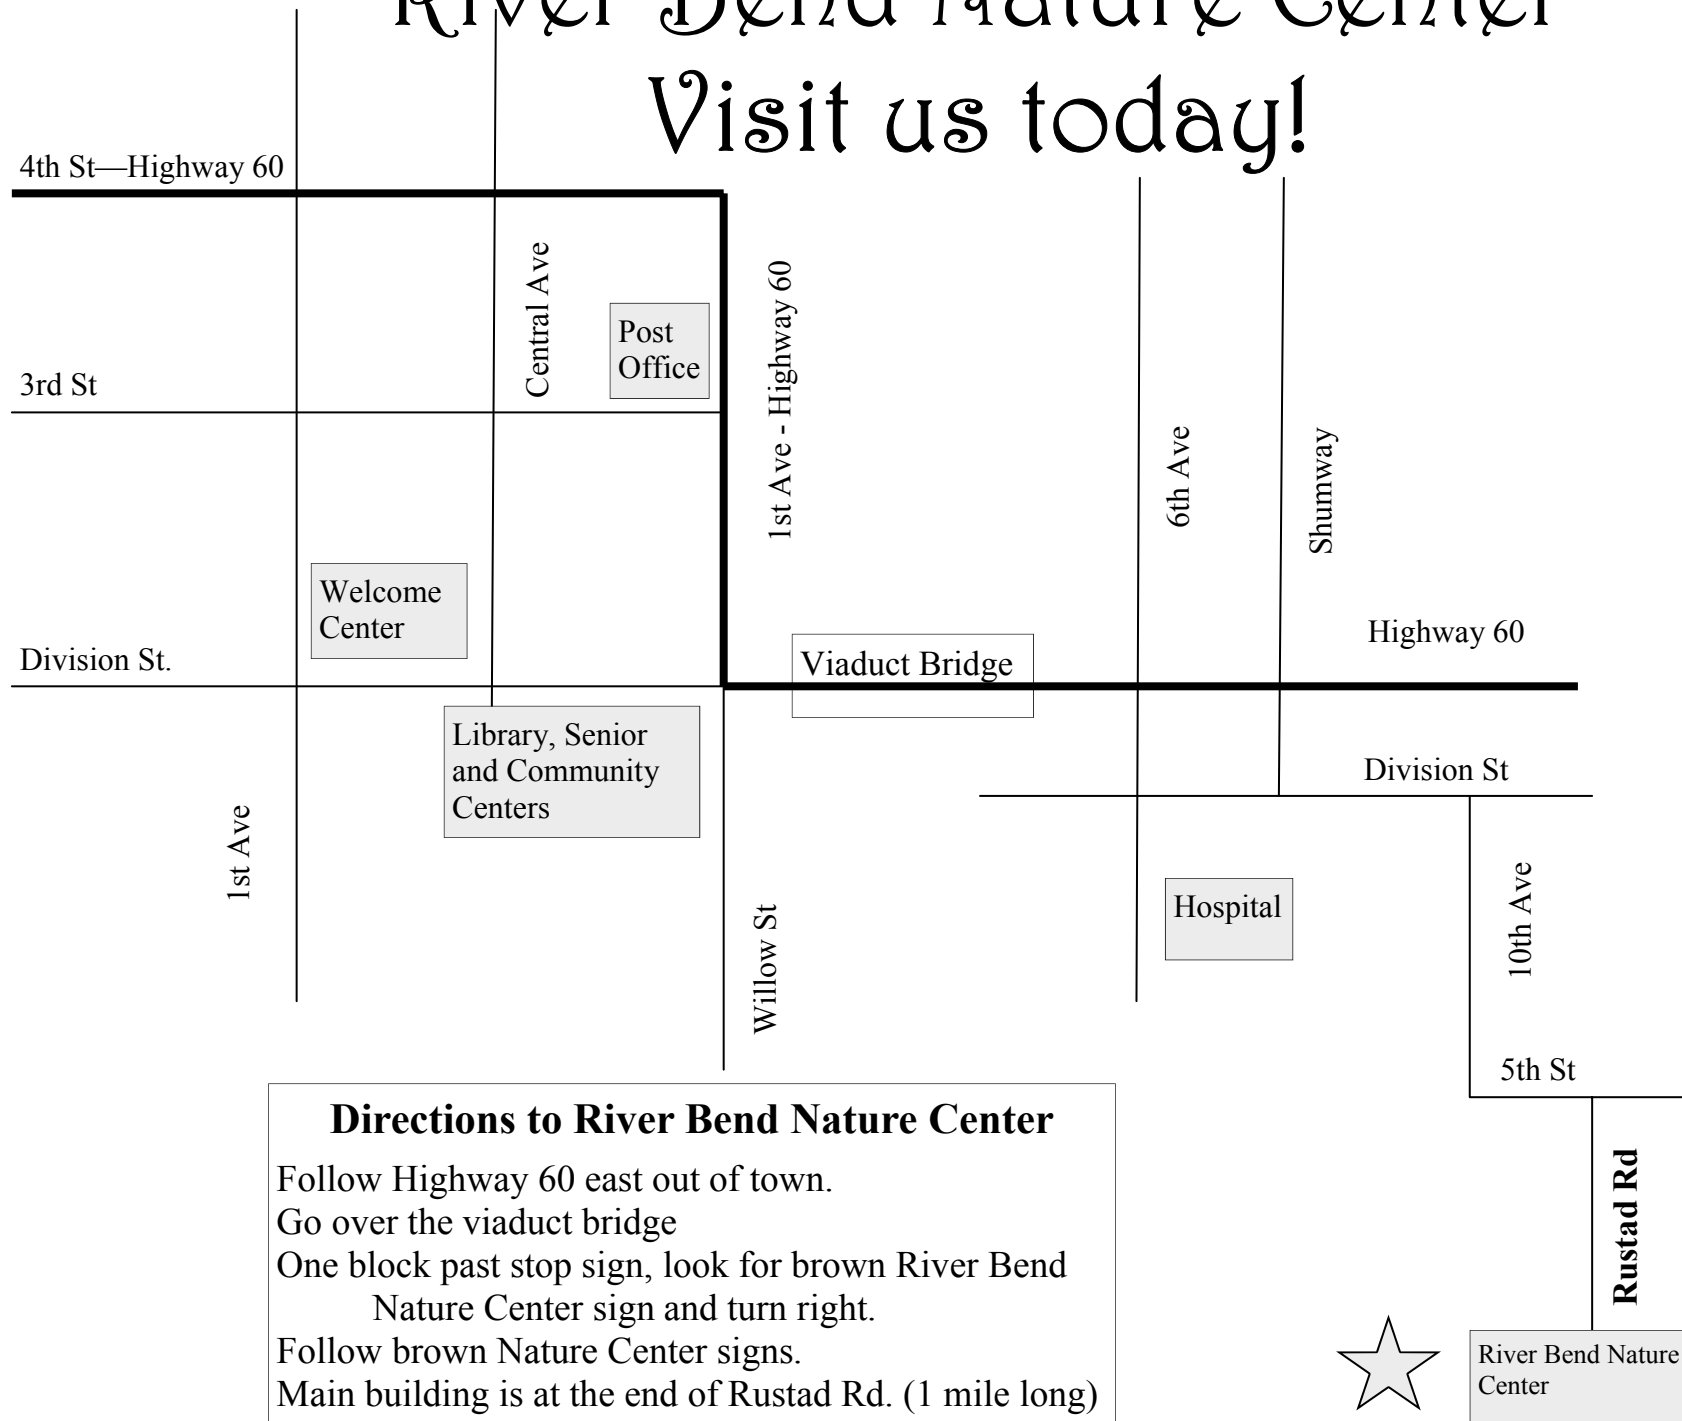 River Bend Nature Center
Visit us today!
4th St—Highway 60
Central Ave
Post
Office
1st Ave - Highway 60
3rd St
6th Ave
Shumway
Welcome
Center
Highway 60
Division St.
Viaduct Bridge
Library, Senior
and Community
Centers
Division St
1st Ave
Hospital
10th Ave
Willow St
5th St
Directions to River Bend Nature Center
Follow Highway 60 east out of town.
Go over the viaduct bridge
One block past stop sign, look for brown River Bend
Nature Center sign and turn right.
Follow brown Nature Center signs.
Main building is at the end of Rustad Rd. (1 mile long)
Rustad Rd
River Bend Nature
Center